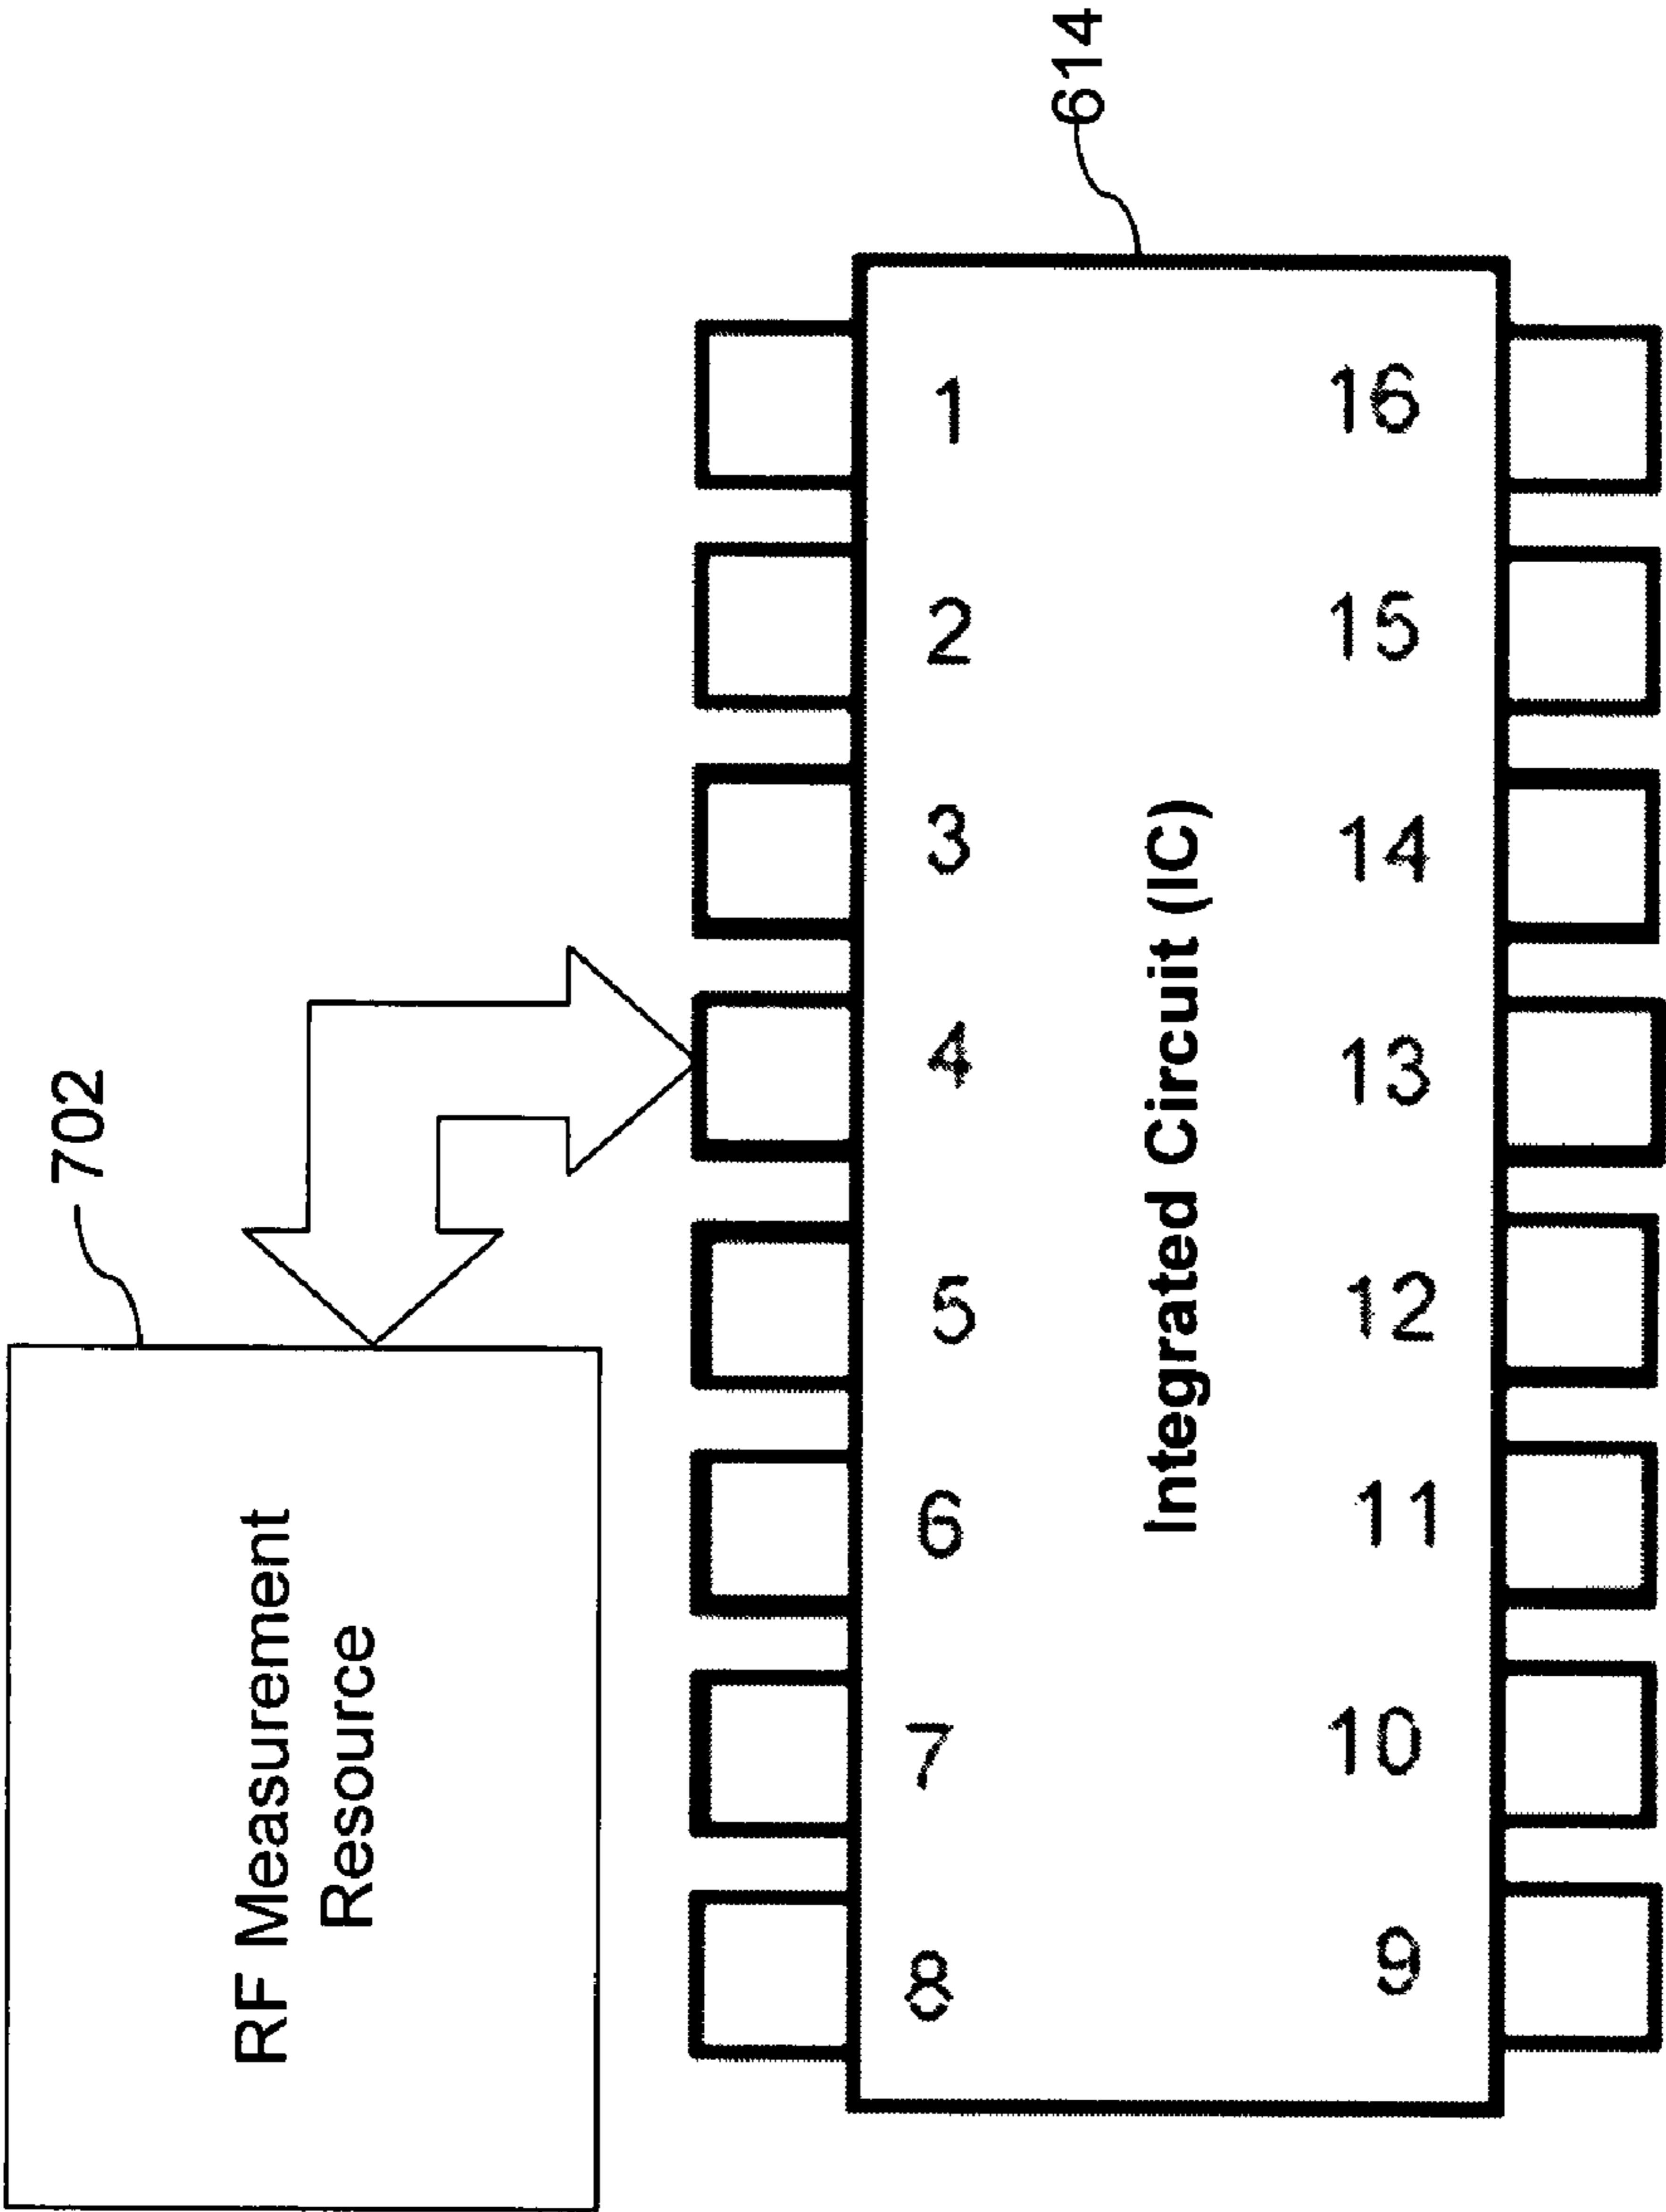 702
RF Measurement
Resource
614
8 7 6 5 4 3 2 1
Integrated Circuit (IC)
9 10 11 12 13 14 15 16